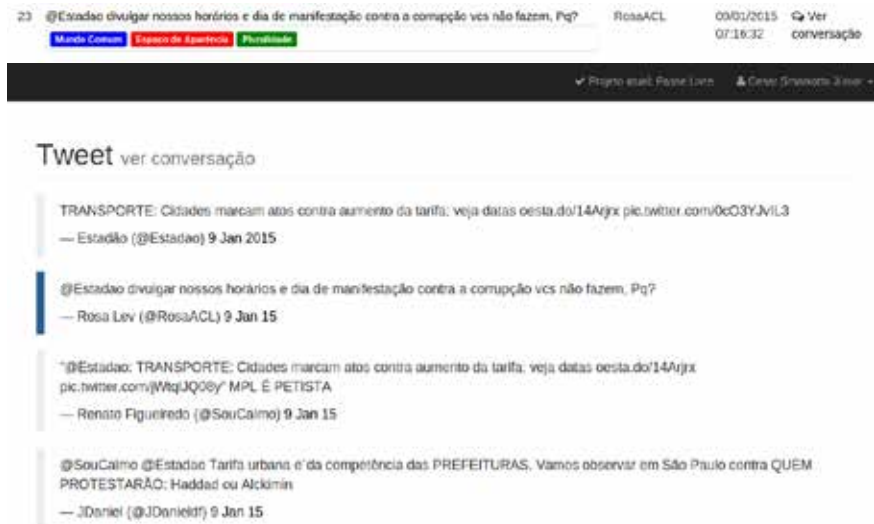 23 @Estadao divulgar nossos horários e dia de manifestação contra a corrupção vcs não fazem, Pq? RosaACL 09/01/2015 Ver
Mundo Comum Espaço de Aparência Pluralidade 07:16:32 conversação
Projeto atual: Passe Livre
Tweet ver conversação
TRANSPORTE: Cidades marcam atos contra aumento da tarifa; veja datas oesta.do/14Arjrx pic.twitter.com/0cO3YJviL3
— Estadão (@Estadao) 9 Jan 2015
@Estadao divulgar nossos horários e dia de manifestação contra a corrupção vcs não fazem, Pq?
— Rosa Lev (@RosaACL) 9 Jan 15
"@Estadao: TRANSPORTE: Cidades marcam atos contra aumento da tarifa; veja datas oesta.do/14Arjrx
pic.twitter.com/jWtqIJQ08y" MPL É PETISTA
— Renato Figueiredo (@SouCalmo) 9 Jan 15
@SouCalmo @Estadao Tarifa urbana e´da competência das PREFEITURAS. Vamos observar em São Paulo contra QUEM
PROTESTARÃO: Haddad ou Alckimin
— JDaniel (@JDanieldf) 9 Jan 15